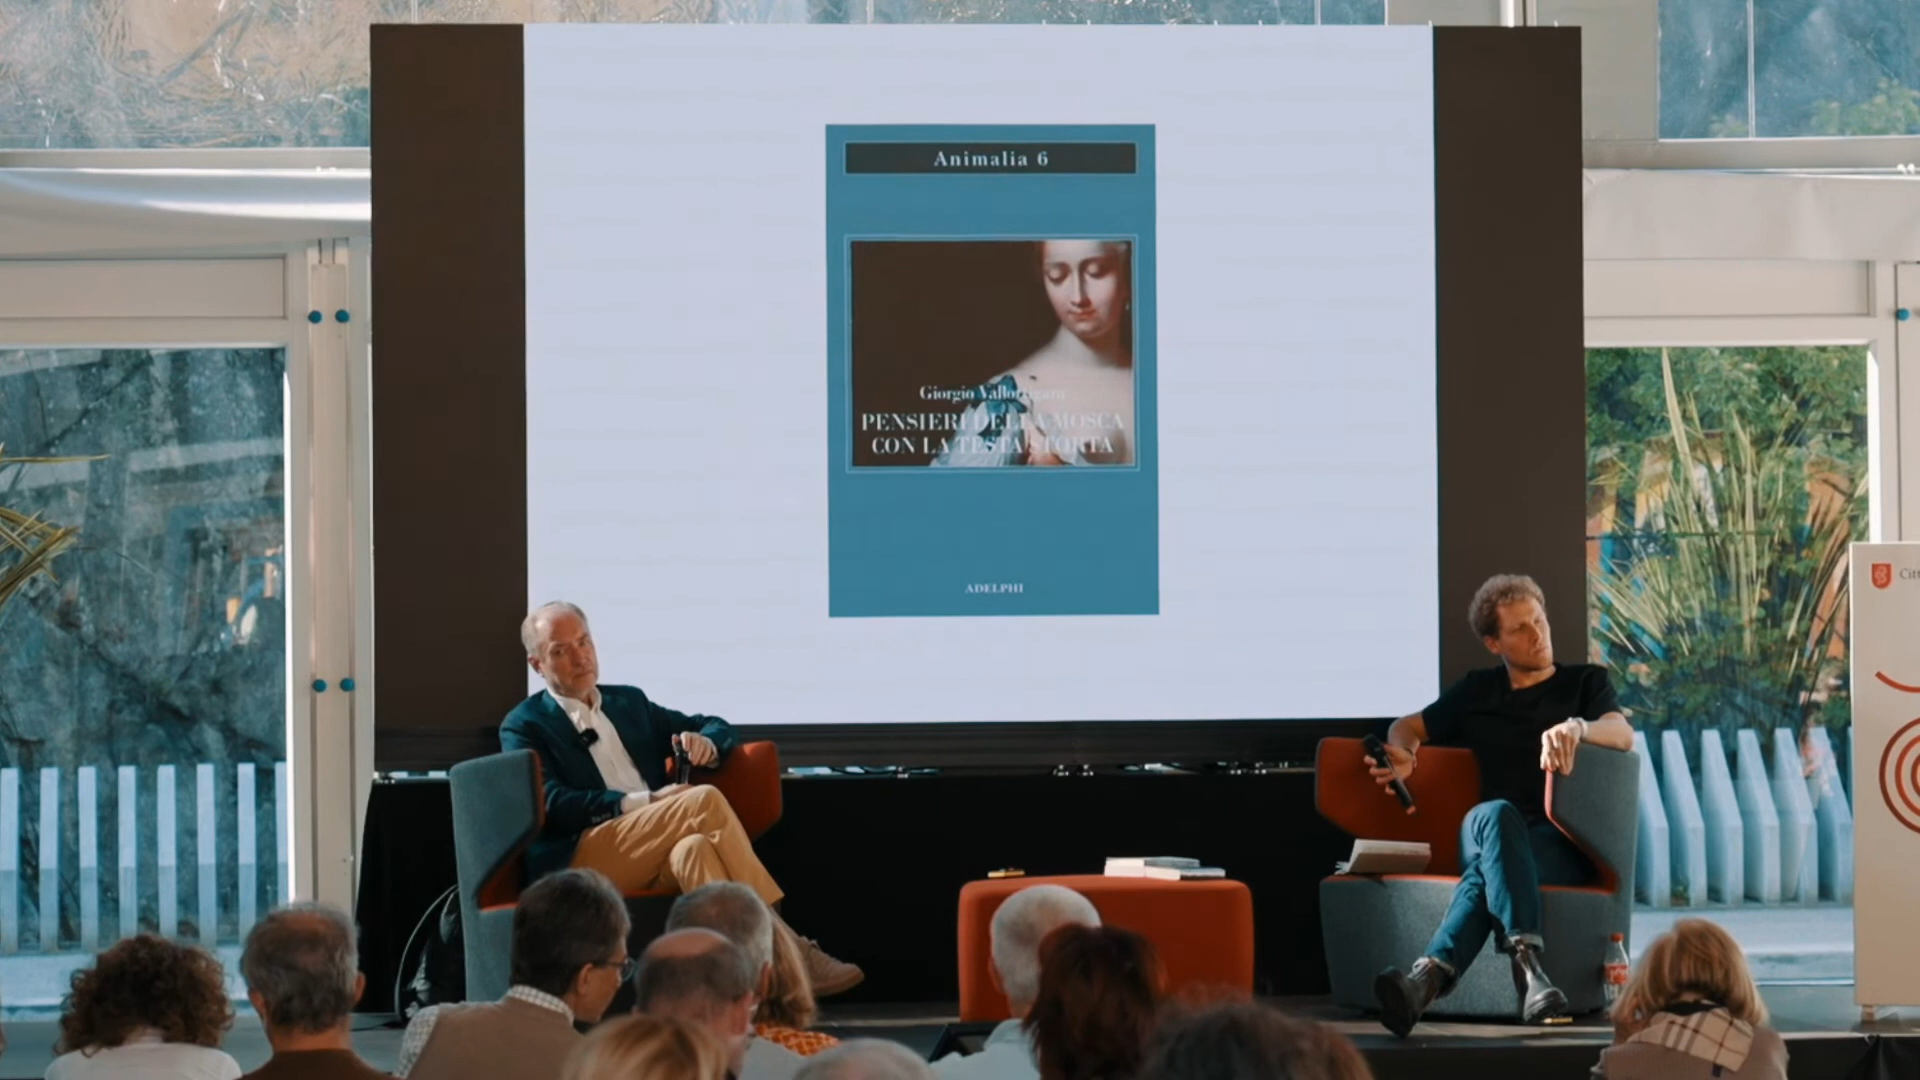 Animalia 6
Giorgio Vallortigara
PENSIERI DELLA MOSCA
CON LA TESTA STORTA
ADELPHI